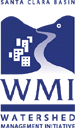 SANTA CLARA BASIN
WMI
WATERSHED
MANAGEMENT INITIATIVE